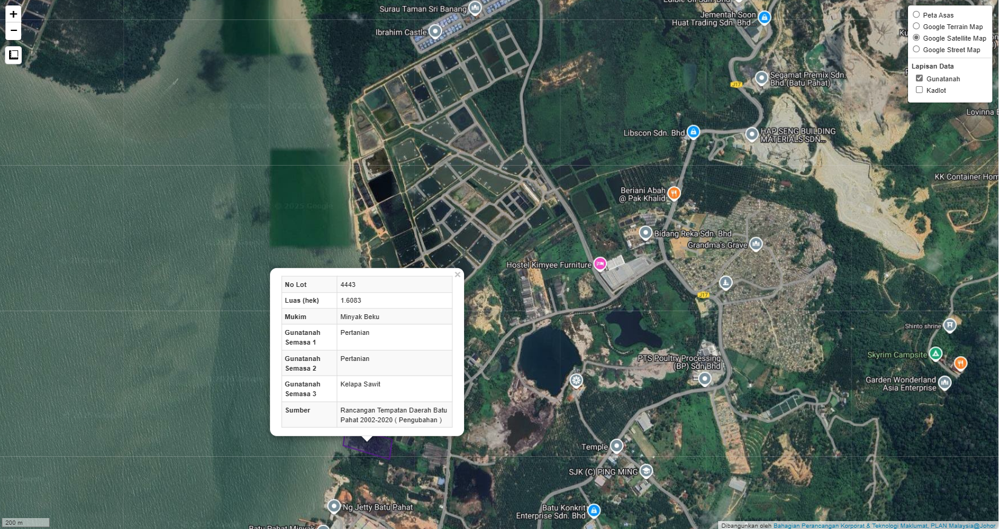 +
−
Surau Taman Sri Banang
Ibrahim Castle
Edible Oil Sdn. Bhd
Jementah Soon
Huat Trading Sdn. Bhd...
J17
Segamat Premix Sdn.
Bhd.(Batu Pahat)
Peta Asas
Google Terrain Map
Google Satellite Map
Google Street Map
Lapisan Data
Gunatanah
Kadlot
Libscon Sdn. Bhd
HAP SENG BUILDING
MATERIALS SDN...
KK Container Hom
Beriani Abah
@ Pak Khalid
© 2025 Google
Bidang Reka Sdn. Bhd
Grandma's Grave
Hostel Kimyee Furniture
J17
×
No Lot 4443
Luas (hek) 1.6083
Mukim Minyak Beku
Gunatanah Pertanian
Semasa 1
Gunatanah Pertanian
Semasa 2
Gunatanah Kelapa Sawit
Semasa 3
Sumber Rancangan Tempatan Daerah Batu
Pahat 2002-2020 ( Pengubahan )
Shinto shrine
Skyrim Campsite
PTS Poultry Processing
(BP) Sdn Bhd
Garden Wonderland
Asia Enterprise
Temple
SJK (C) PING MING
Ng Jetty Batu Pahat
Batu Konkrit
Enterprise Sdn. Bhd
Batu Pahat Minyak
200 m
Dibangunkan oleh Bahagian Perancangan Korporat & Teknologi Maklumat, PLAN Malaysia@Johor